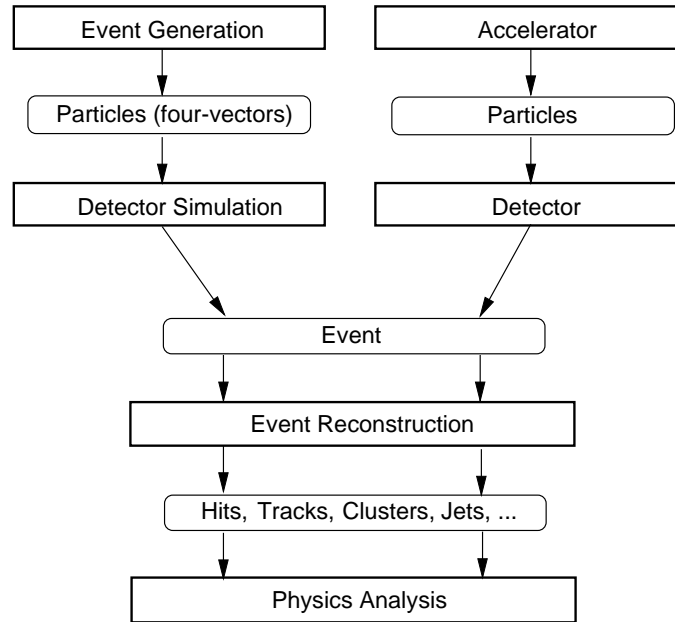 Event Generation
Accelerator
Particles (four-vectors)
Particles
Detector Simulation
Detector
Event
Event Reconstruction
Hits, Tracks, Clusters, Jets, ...
Physics Analysis